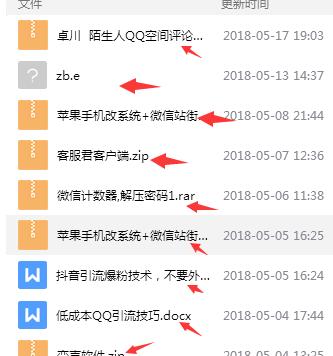 文件 更新时间
卓川 陌生人QQ空间评论... 2018-05-17 19:03
zb.e 2018-05-13 14:37
苹果手机改系统+微信站街... 2018-05-08 21:44
客服君客户端.zip 2018-05-07 12:36
微信计数器,解压密码1.rar 2018-05-06 11:38
苹果手机改系统+微信站街... 2018-05-05 16:25
抖音引流爆粉技术，不要外... 2018-05-05 16:24
低成本QQ引流技巧.docx 2018-05-04 17:44
2018-05-04 13:25